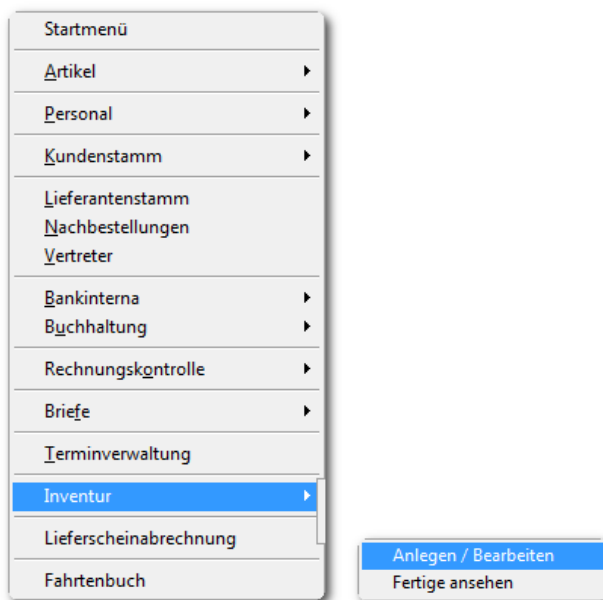 Startmenü
Artikel
Personal
Kundenstamm
Lieferantenstamm
Nachbestellungen
Vertreter
Bankinterna
Buchhaltung
Rechnungskontrolle
Briefe
Terminverwaltung
Inventur
Lieferscheinabrechnung
Fahrtenbuch
Anlegen / Bearbeiten
Fertige ansehen